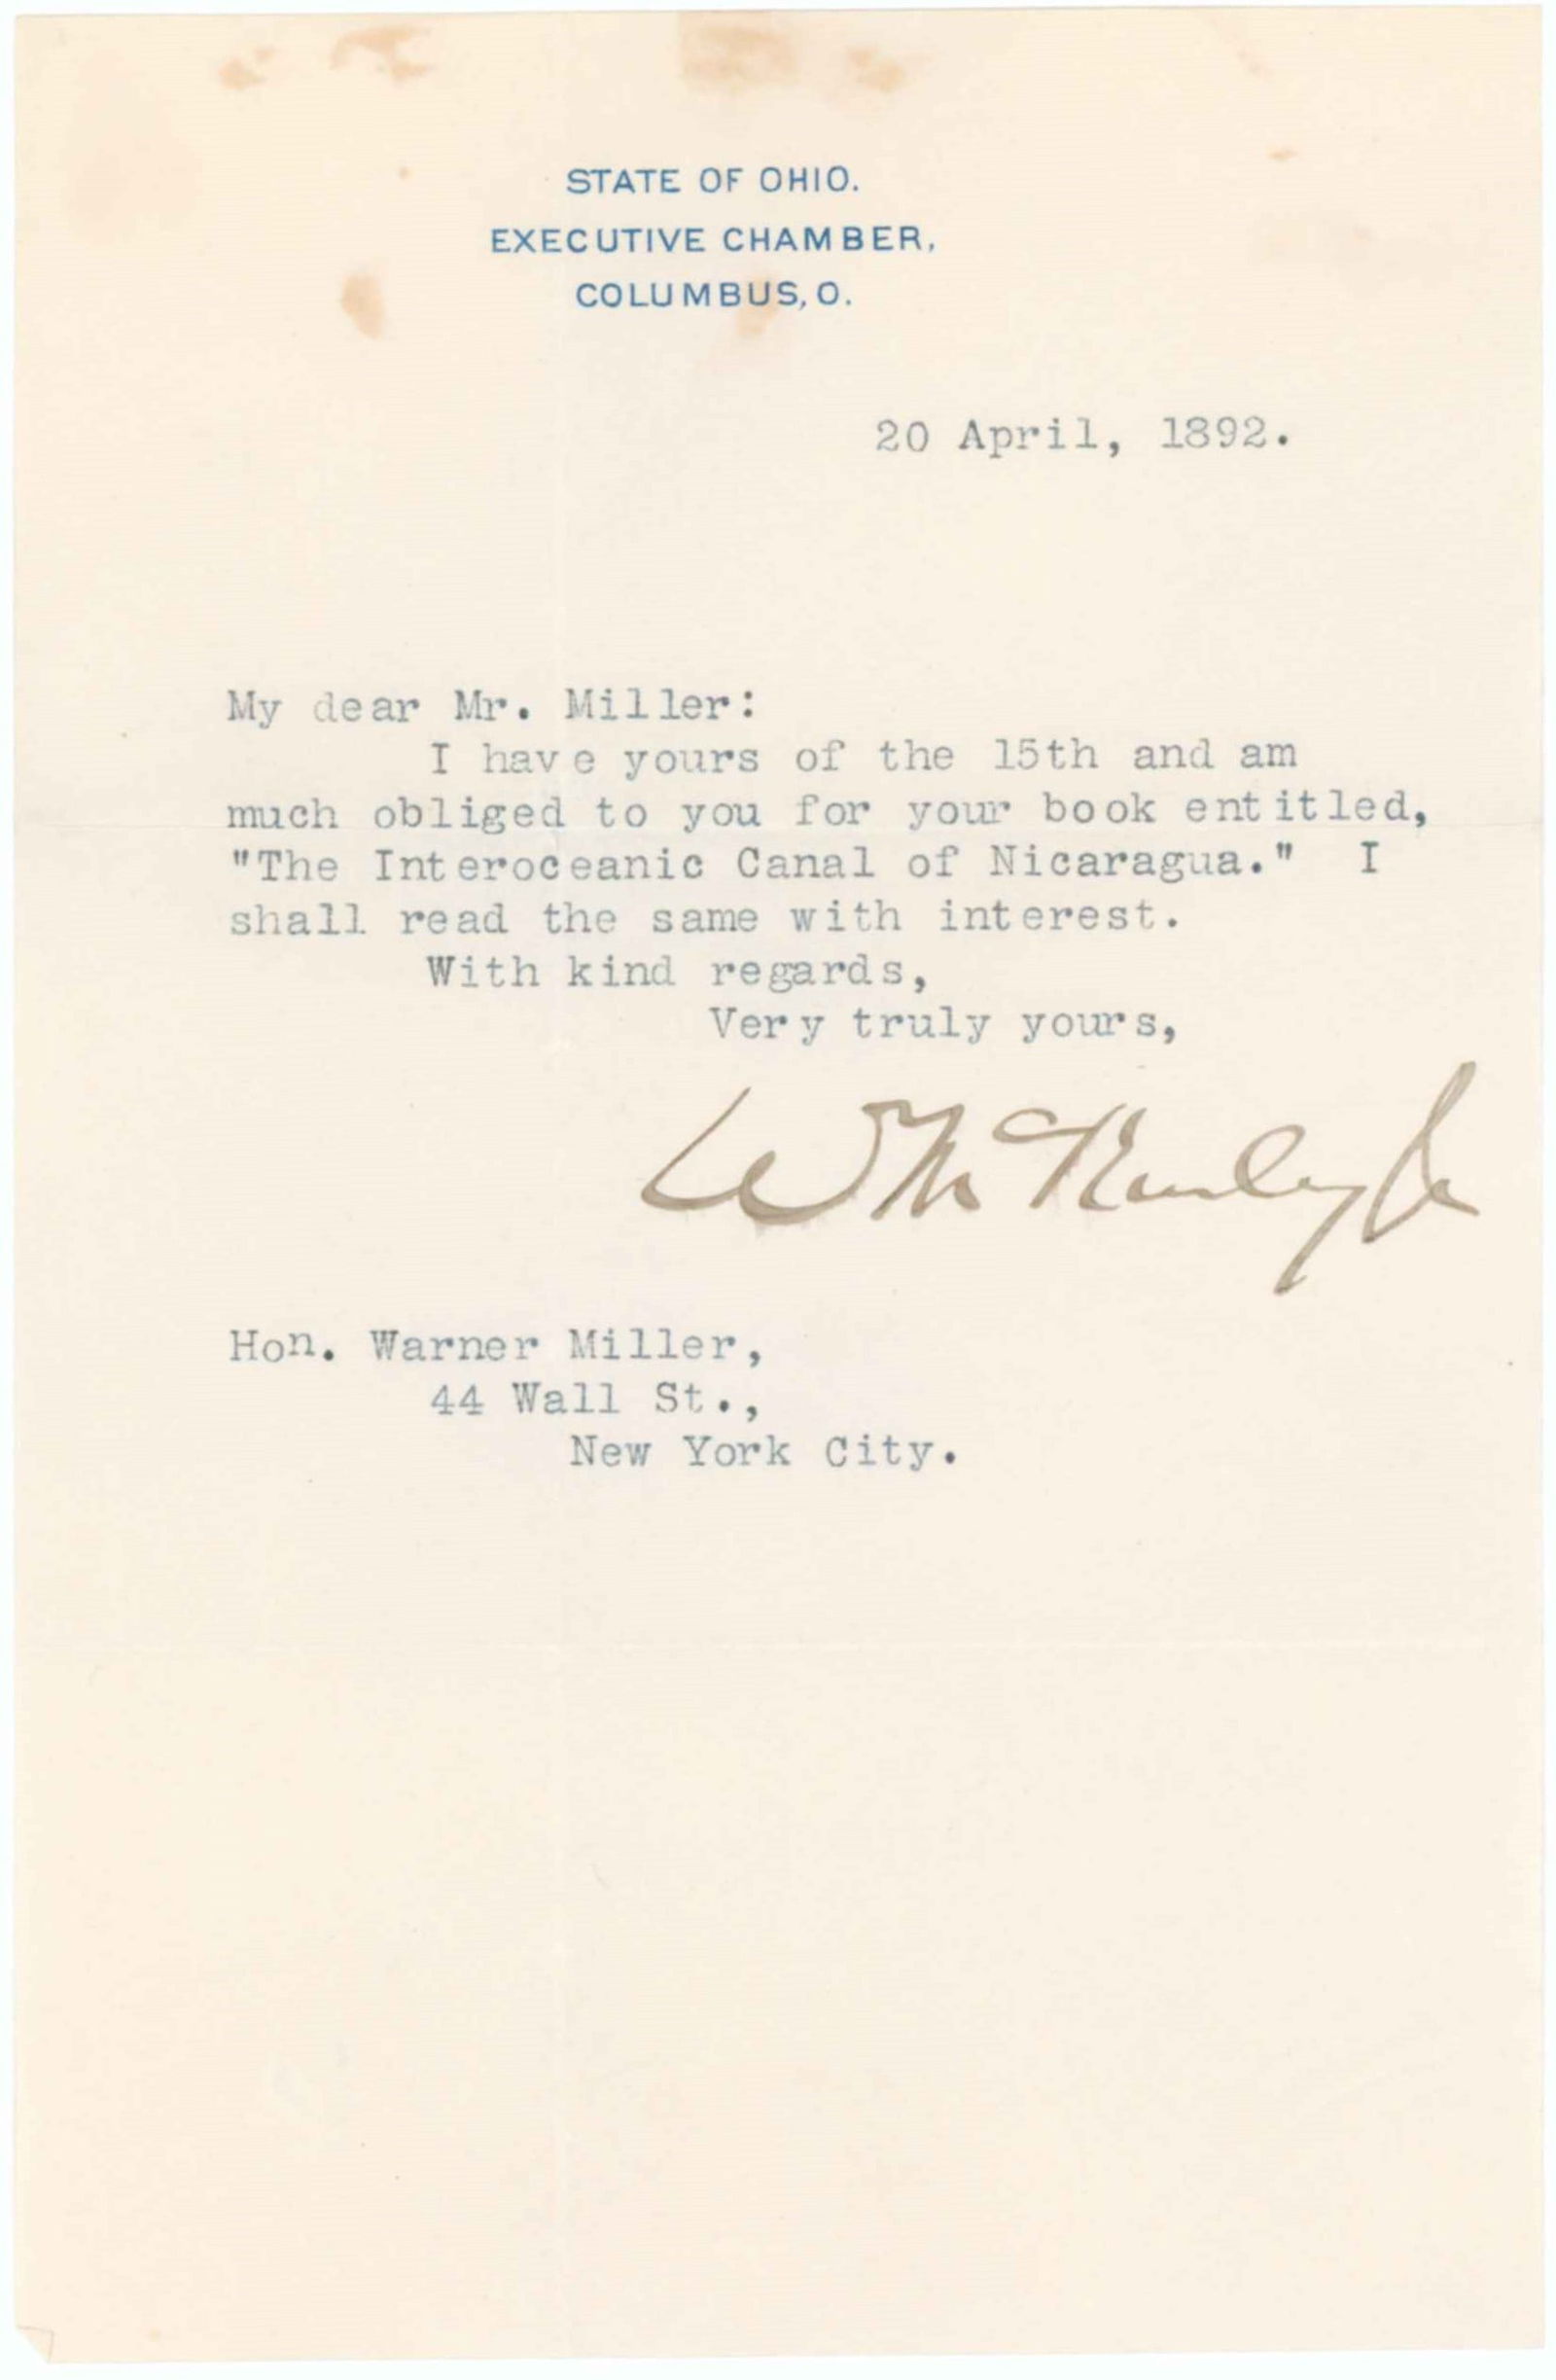 STATE OF OHIO.
EXECUTIVE CHAMBER,
COLUMBUS, O.
20 April, 1892.
My dear Mr. Miller:
I have yours of the 15th and am
much obliged to you for your book entitled,
"The Interoceanic Canal of Nicaragua." I
shall read the same with interest.
With kind regards,
Very truly yours,
W McKinley Jr
Hon. Warner Miller,
44 Wall St.,
New York City.